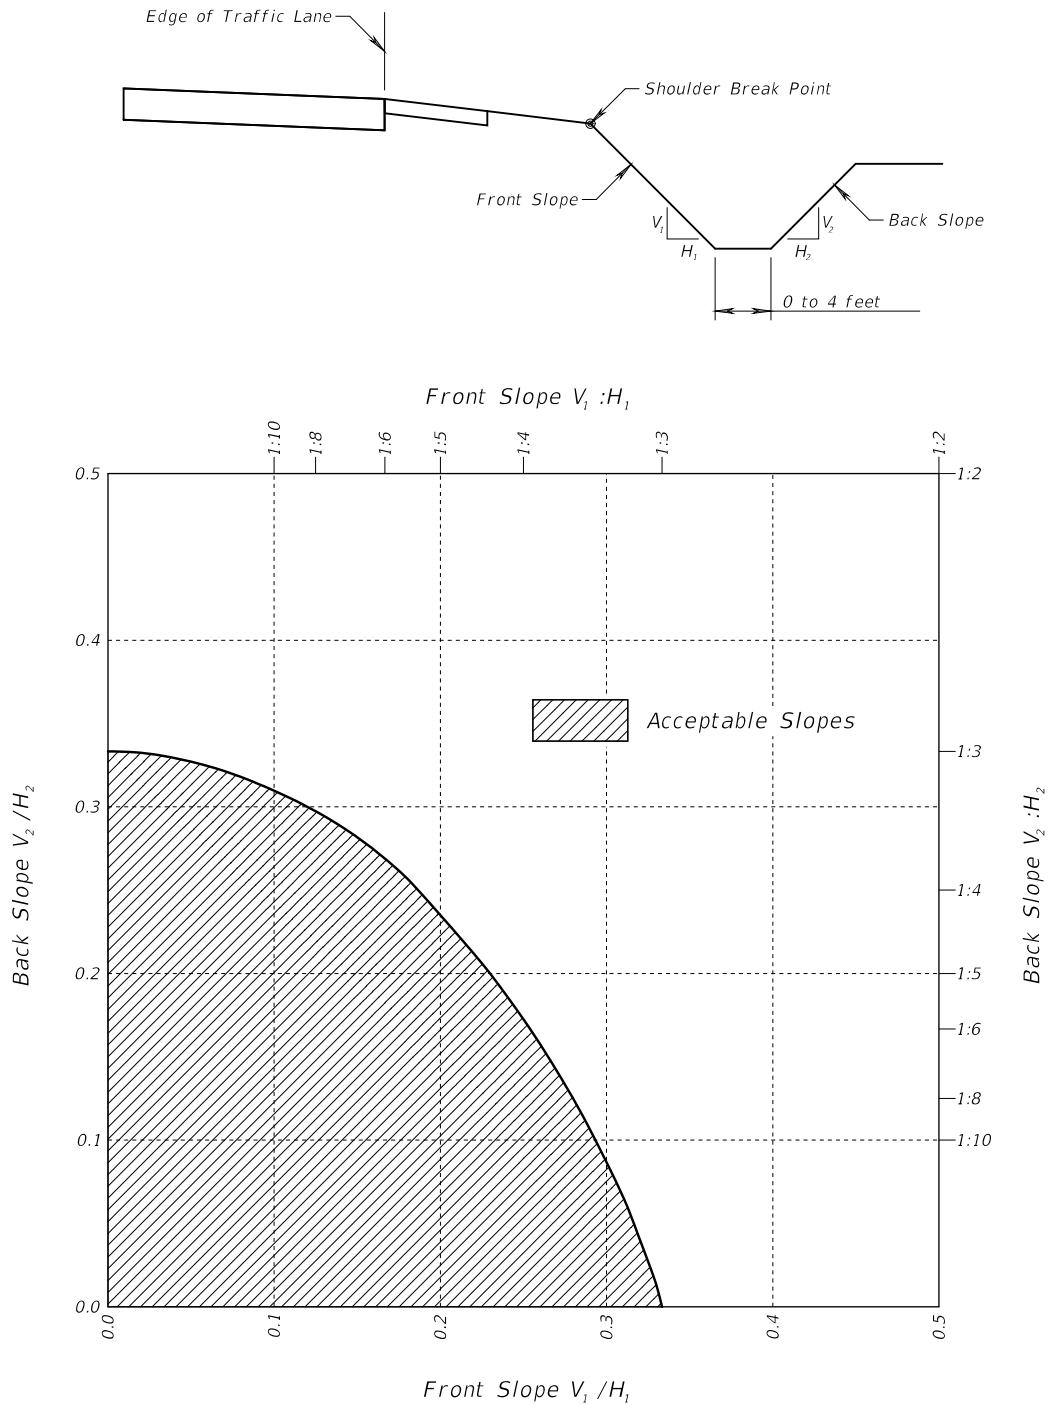 Edge of Traffic Lane
Shoulder Break Point
Front Slope
V₁
H₁
V₂
H₂
Back Slope
0 to 4 feet
Front Slope V₁ :H₁
1:10
1:8
1:6
1:5
1:4
1:3
1:2
0.5
0.4
0.3
0.2
0.1
0.0
Back Slope V₂ /H₂
Acceptable Slopes
1:2
1:3
1:4
1:5
1:6
1:8
1:10
Back Slope V₂ :H₂
0.0
0.1
0.2
0.3
0.4
0.5
Front Slope V₁ /H₁